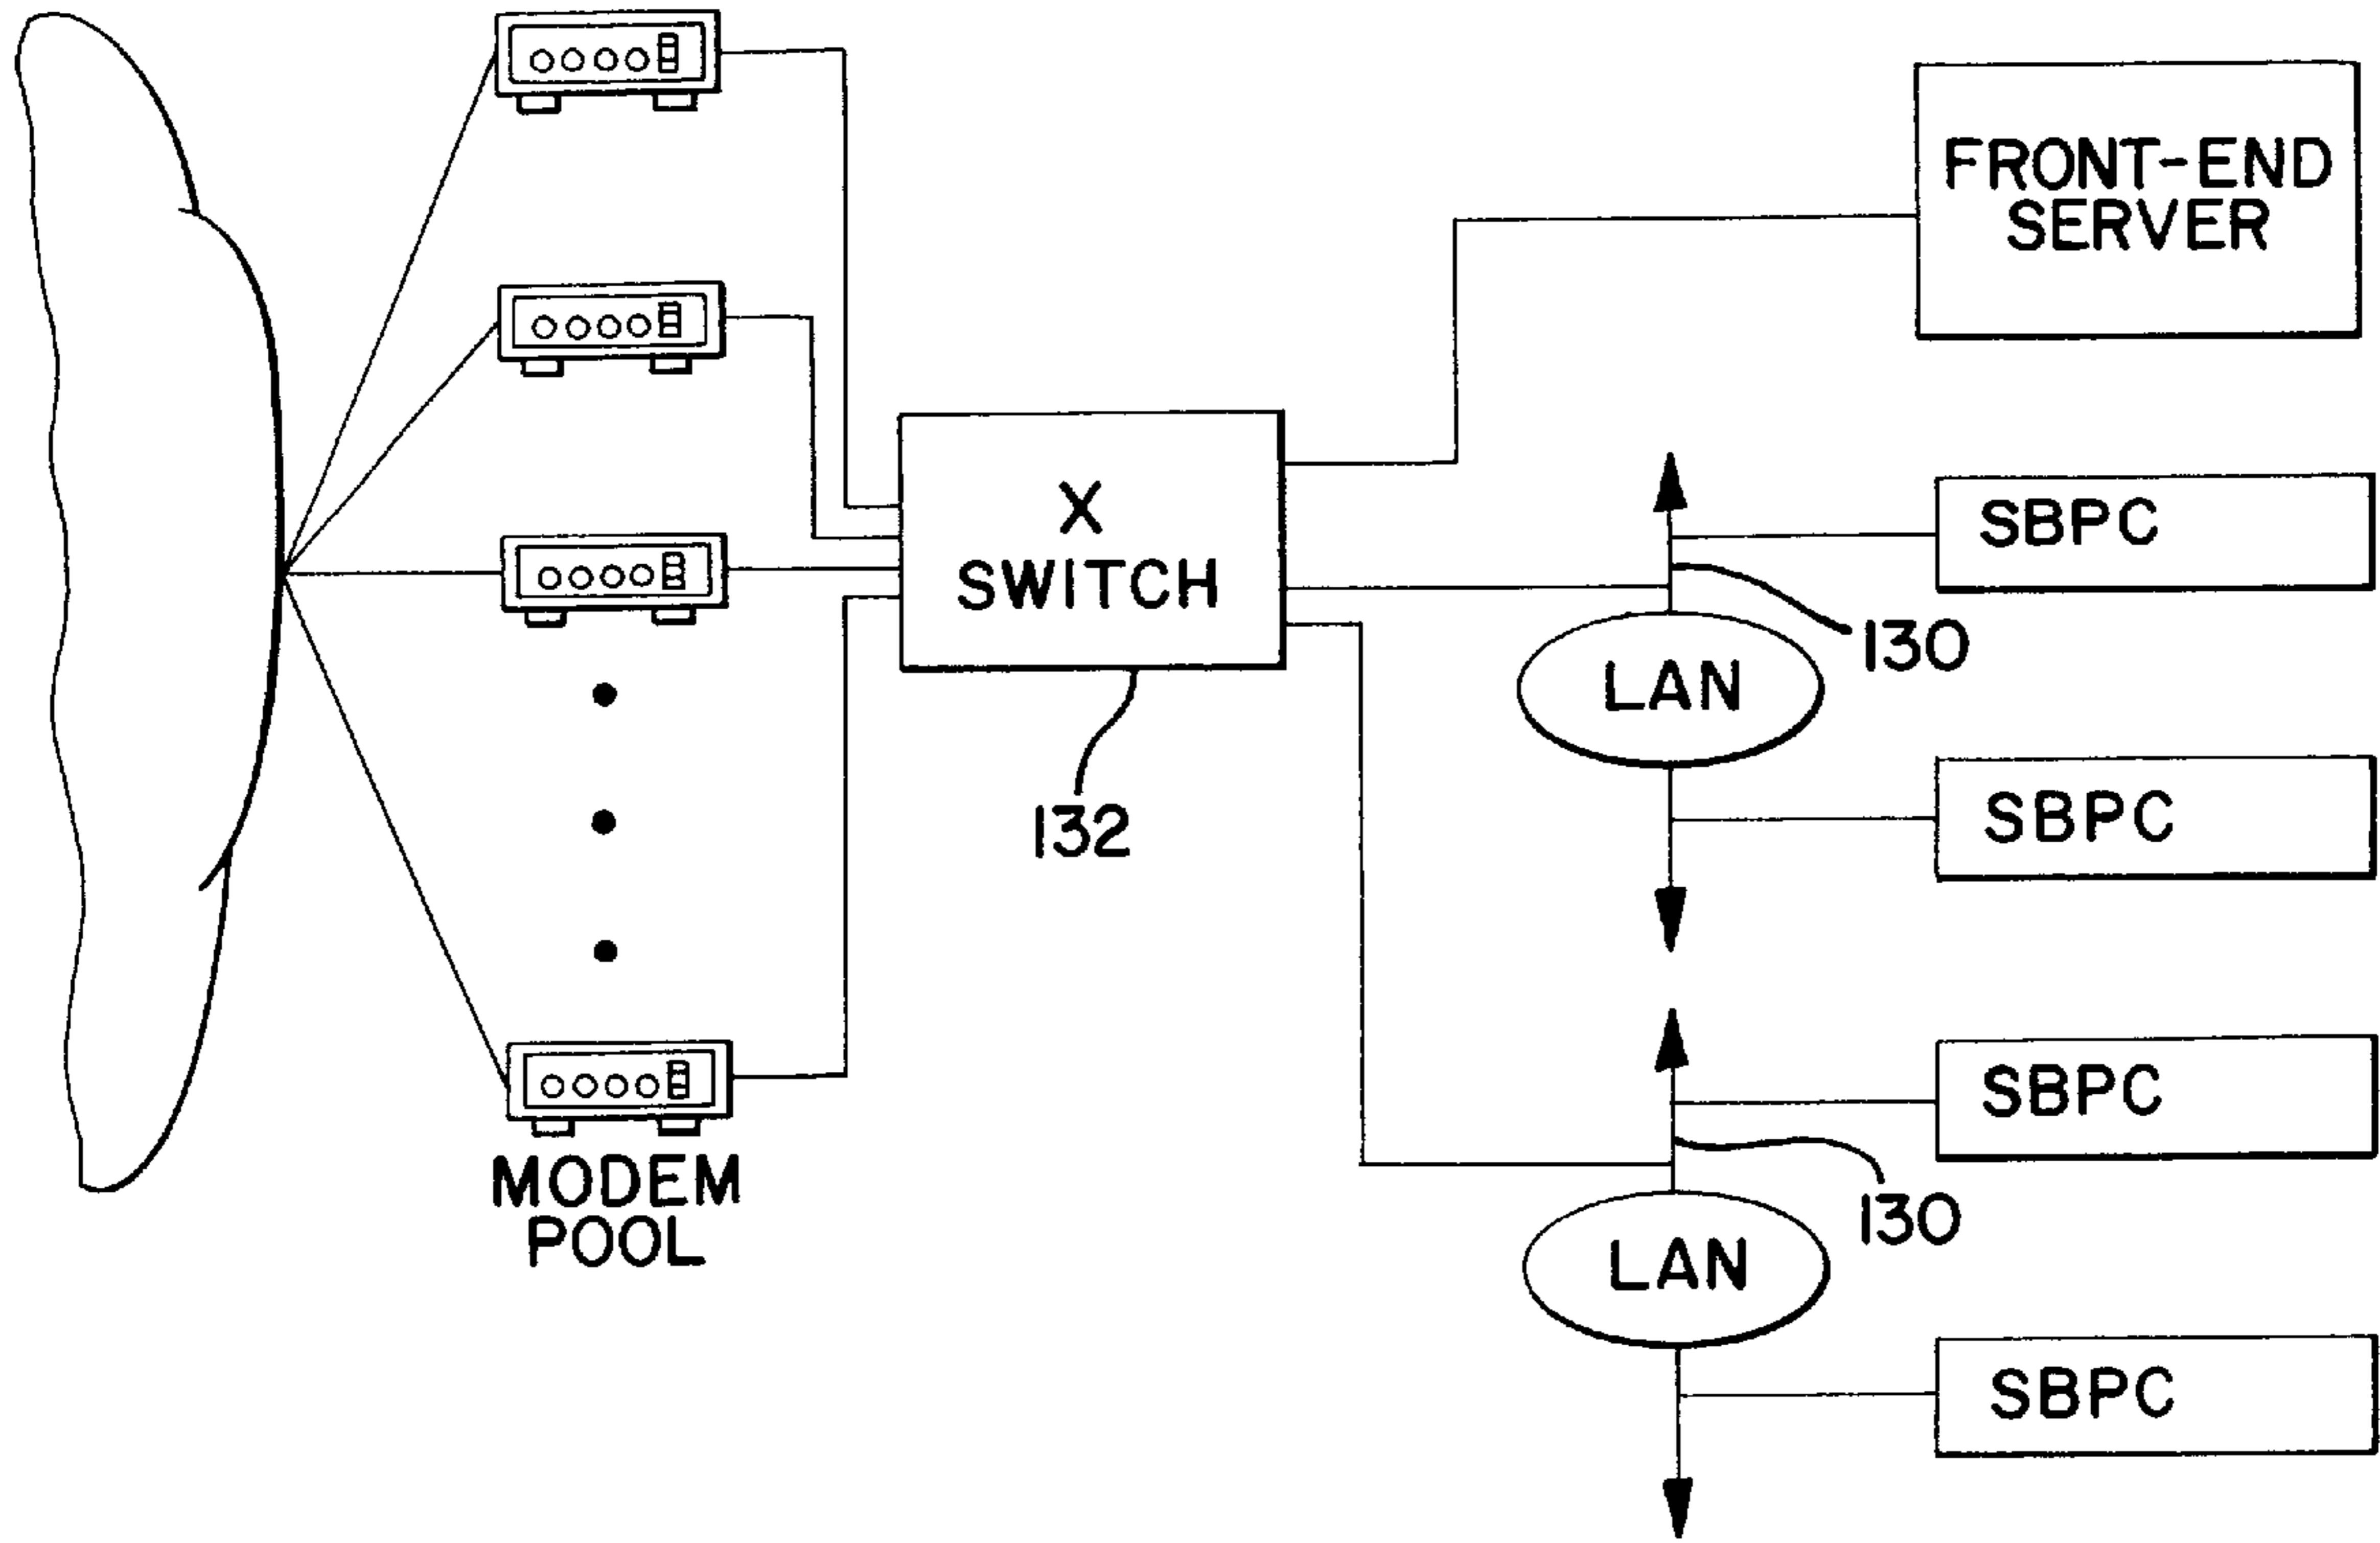 FRONT-END
SERVER
X
SWITCH
132
SBPC
130
LAN
SBPC
SBPC
130
LAN
SBPC
MODEM
POOL